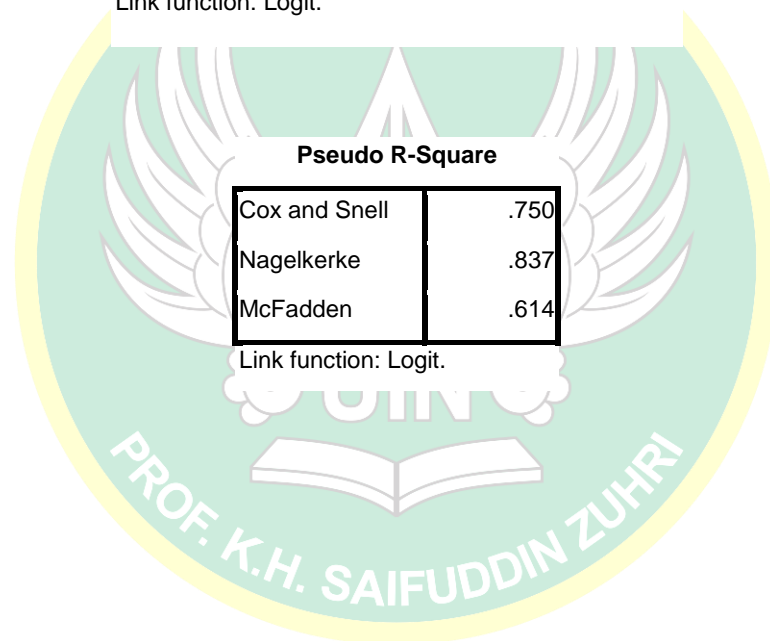 Link function: Logit.
Pseudo R-Square
Cox and Snell .750
Nagelkerke .837
McFadden .614
Link function: Logit.
UIN
PROF. K.H. SAIFUDDIN ZUHRI